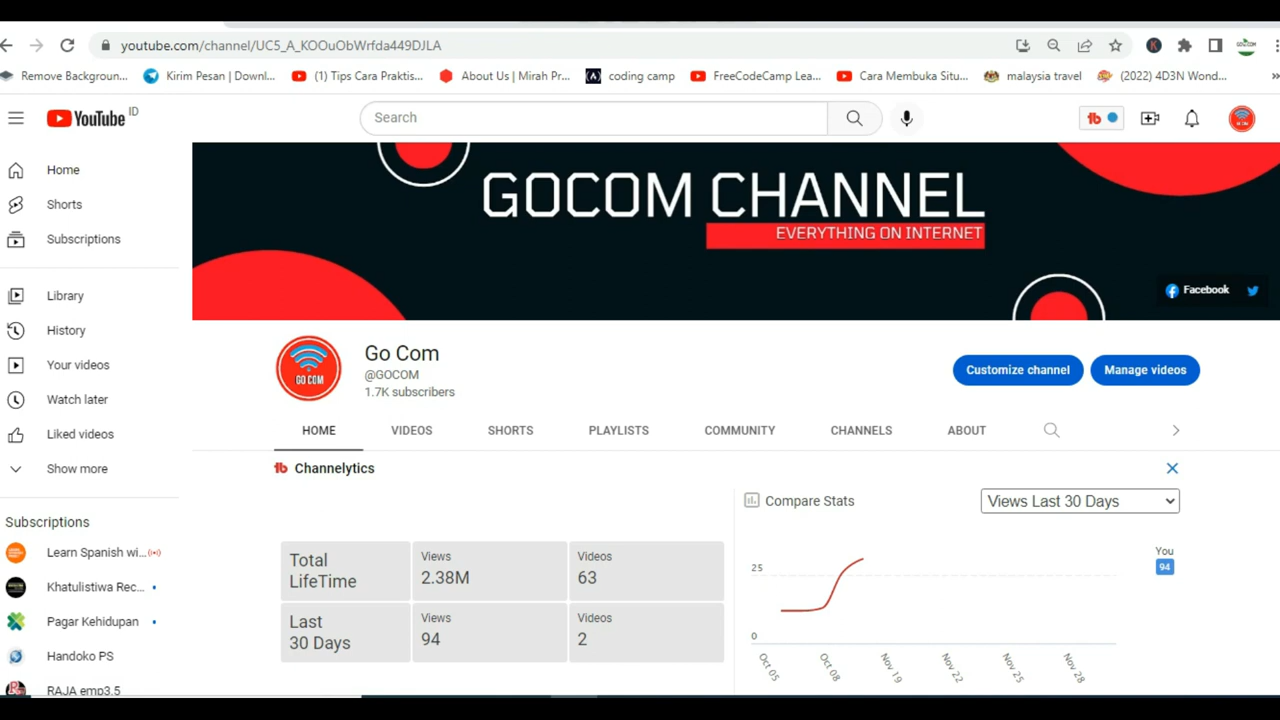 youtube.com/channel/UC5_A_KOOuObWrfda449DJLA
Remove Backgroun...
Kirim Pesan | Downl...
(1) Tips Cara Praktis...
About Us | Mirah Pr...
coding camp
FreeCodeCamp Lea...
Cara Membuka Situ...
malaysia travel
(2022) 4D3N Wond...
YouTube ID
Search
Home
Shorts
Subscriptions
Library
History
Your videos
Watch later
Liked videos
Show more
Subscriptions
Learn Spanish wi...
Khatulistiwa Rec...
Pagar Kehidupan
Handoko PS
RAJA emp3.5
GOCOM CHANNEL
EVERYTHING ON INTERNET
Facebook
GO COM
Go Com
@GOCOM
1.7K subscribers
Customize channel
Manage videos
HOME
VIDEOS
SHORTS
PLAYLISTS
COMMUNITY
CHANNELS
ABOUT
tb Channelytics
Total LifeTime
Views
2.38M
Videos
63
Last 30 Days
Views
94
Videos
2
Compare Stats
Views Last 30 Days
You
94
25
0
Oct 05
Oct 08
Nov 19
Nov 22
Nov 25
Nov 28